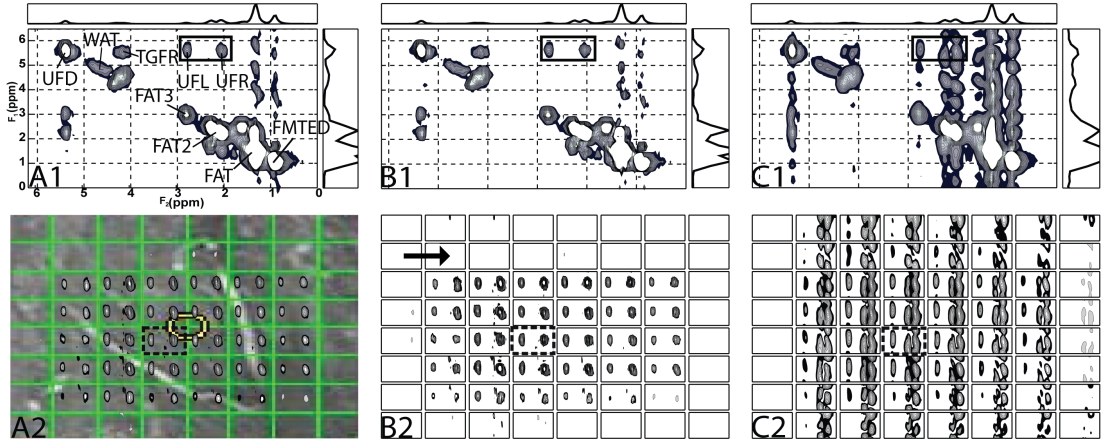 6
5
4
3
2
1
0
F₁(ppm)
WAT
TGFR
UFD
UFL UFR
FAT3
FMTED
FAT2
FAT
A1
6 5 4 3 2 1 0
F₂(ppm)
B1
C1
A2
B2
C2